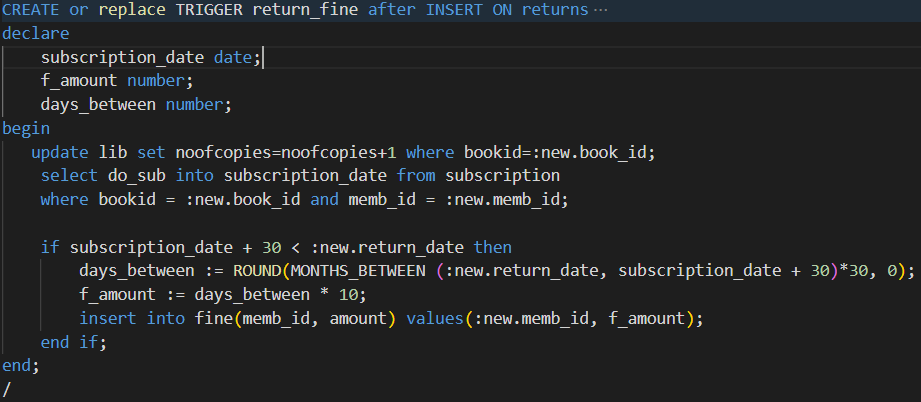 CREATE or replace TRIGGER return_fine after INSERT ON returns ···
declare
subscription_date date;
f_amount number;
days_between number;
begin
update lib set noofcopies=noofcopies+1 where bookid=:new.book_id;
select do_sub into subscription_date from subscription
where bookid = :new.book_id and memb_id = :new.memb_id;
if subscription_date + 30 < :new.return_date then
days_between := ROUND(MONTHS_BETWEEN (:new.return_date, subscription_date + 30)*30, 0);
f_amount := days_between * 10;
insert into fine(memb_id, amount) values(:new.memb_id, f_amount);
end if;
end;
/